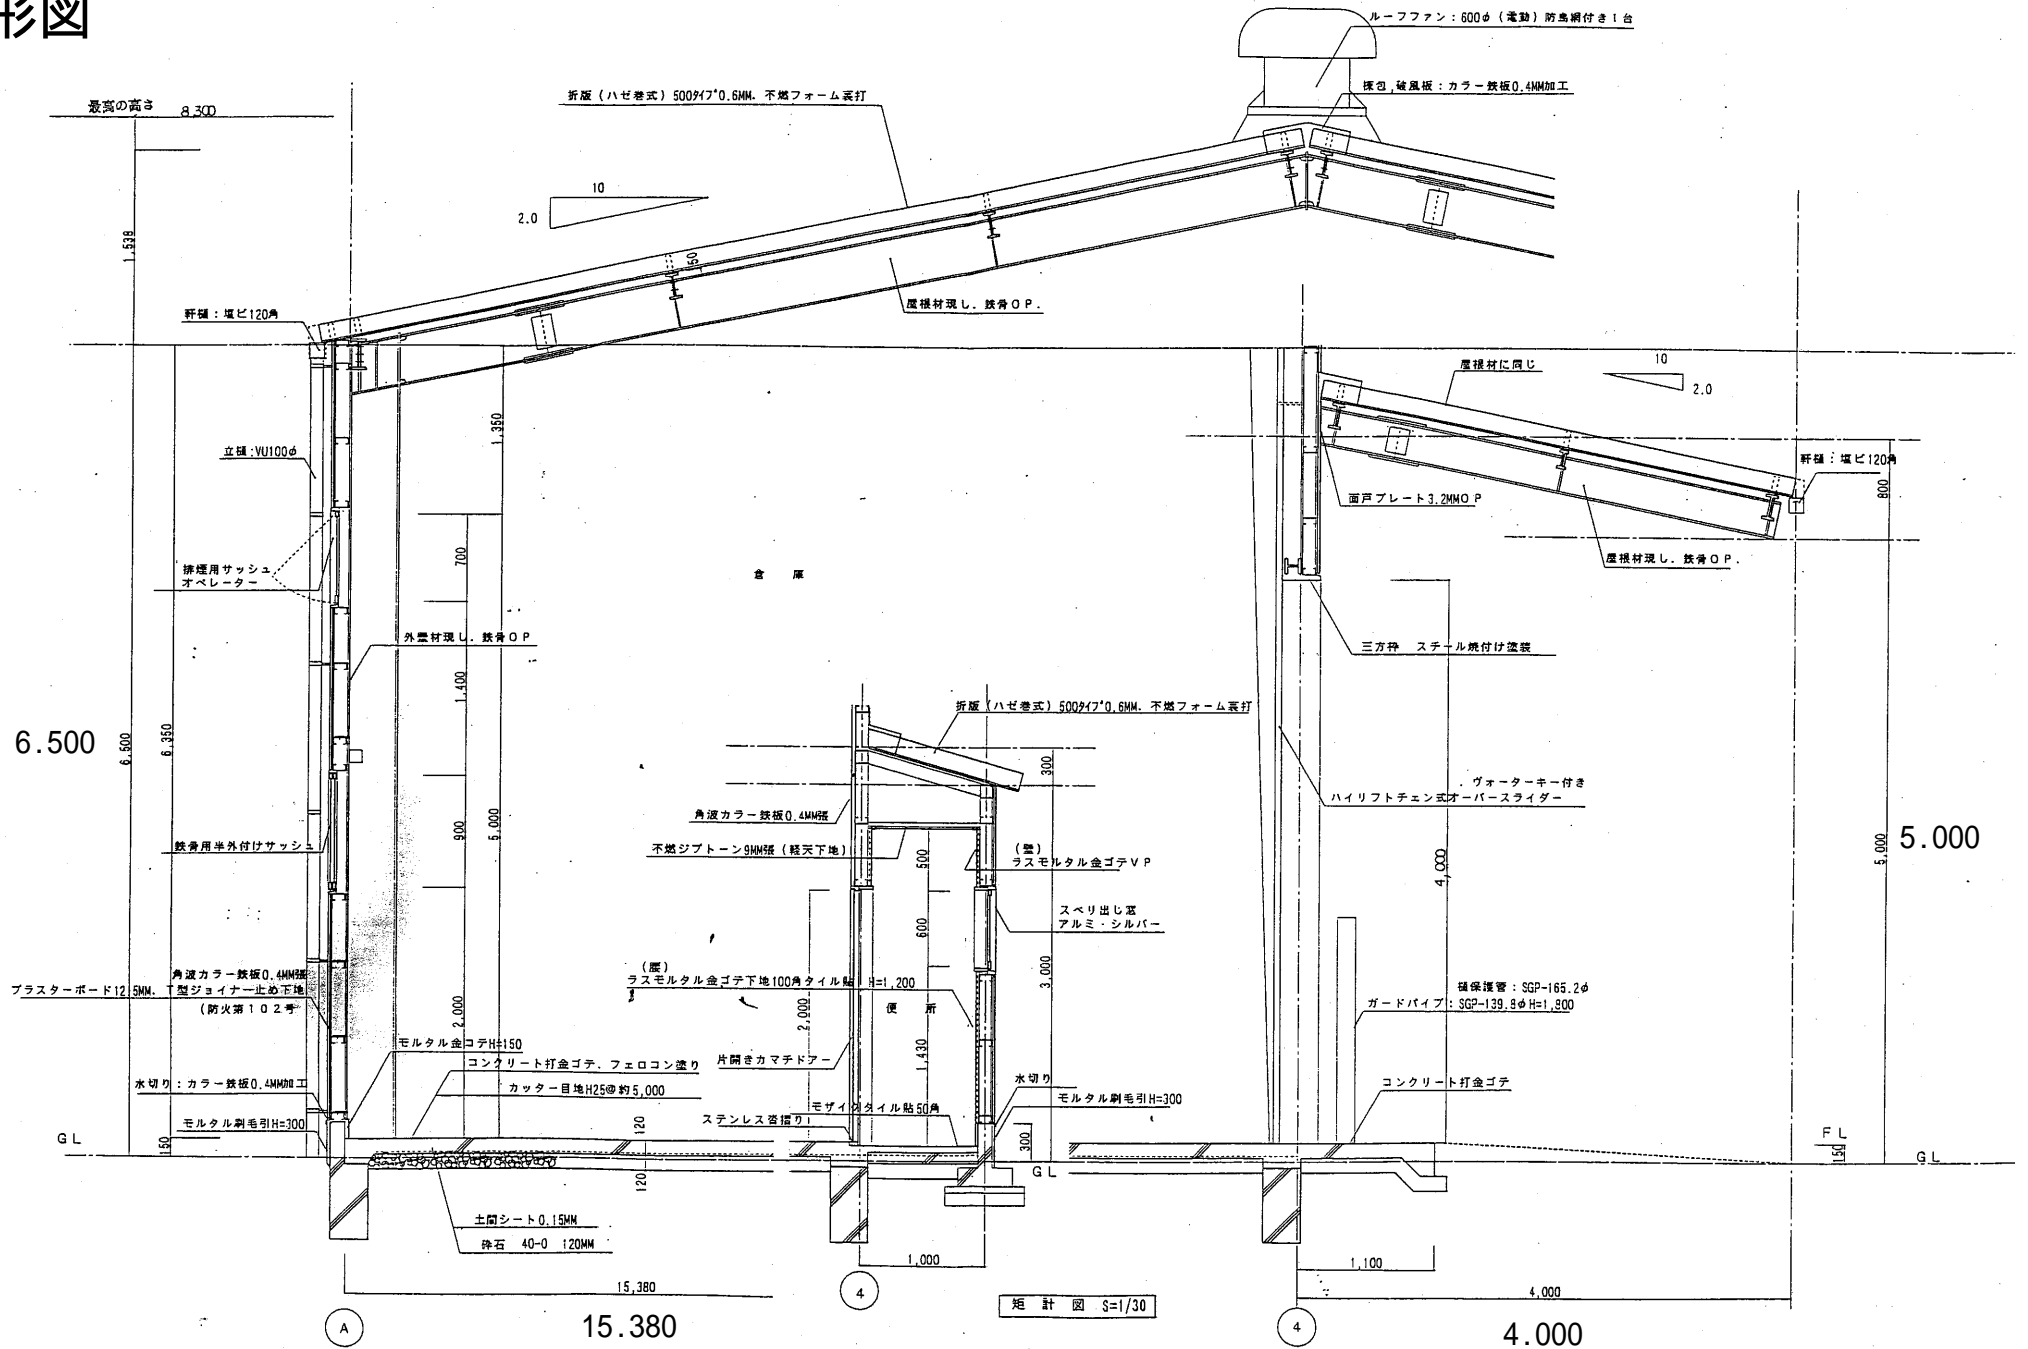 形図
ルーフファン：600φ（電動）防鳥網付き1台
棟包,破風板：カラー鉄板0.4MM加工
折版（ハゼ巻式）500ﾀｲﾌﾟ0.6MM. 不燃フォーム裏打
最高の高さ 8,300
10
2.0
1,538
150
軒樋：塩ビ120角
屋根材現し. 鉄骨OP.
屋根材に同じ
10
2.0
1,350
立樋:VU100φ
軒樋：塩ビ120角
800
面戸プレート3.2MMOP
屋根材現し. 鉄骨OP.
700
排煙用サッシュ
オペレーター
倉 庫
外壁材現し. 鉄骨OP
三方枠 スチール焼付け塗装
1,400
折版（ハゼ巻式）500ﾀｲﾌﾟ0.6MM. 不燃フォーム裏打
6.500
6,500
6,350
300
ヴォーターキー付き
ハイリフトチェン式オーバースライダー
角波カラー鉄板0.4MM張
900
5,000
5.000
5,000
鉄骨用半外付けサッシュ
不燃ジプトーン9MM張（軽天下地）
500
（壁）
ラスモルタル金ゴテVP
4,000
スベリ出し窓
アルミ・シルバー
600
3,000
角波カラー鉄板0.4MM張
プラスターボード12.5MM. T型ジョイナー止め下地
（防火第102号
（腰）
ラスモルタル金ゴテ下地100角タイル貼 H=1,200
便 所
2,000
2,000
1,430
樋保護管：SGP-165.2φ
ガードパイプ：SGP-139.8φH=1,800
モルタル金コテH=150
コンクリート打金ゴテ、フェロコン塗り
カッター目地H25@約5,000
片開きカマチドアー
水切り：カラー鉄板0.4MM加工
モルタル刷毛引H=300
水切り
モルタル刷毛引H=300
コンクリート打金ゴテ
モザイクタイル貼50角
ステンレス沓摺り
GL
150
120
120
300
GL
FL
150
GL
土間シート0.15MM
砕石 40-0 120MM
1,000
1,100
15,380
4,000
A
15.380
4
矩 計 図 S=1/30
4
4.000